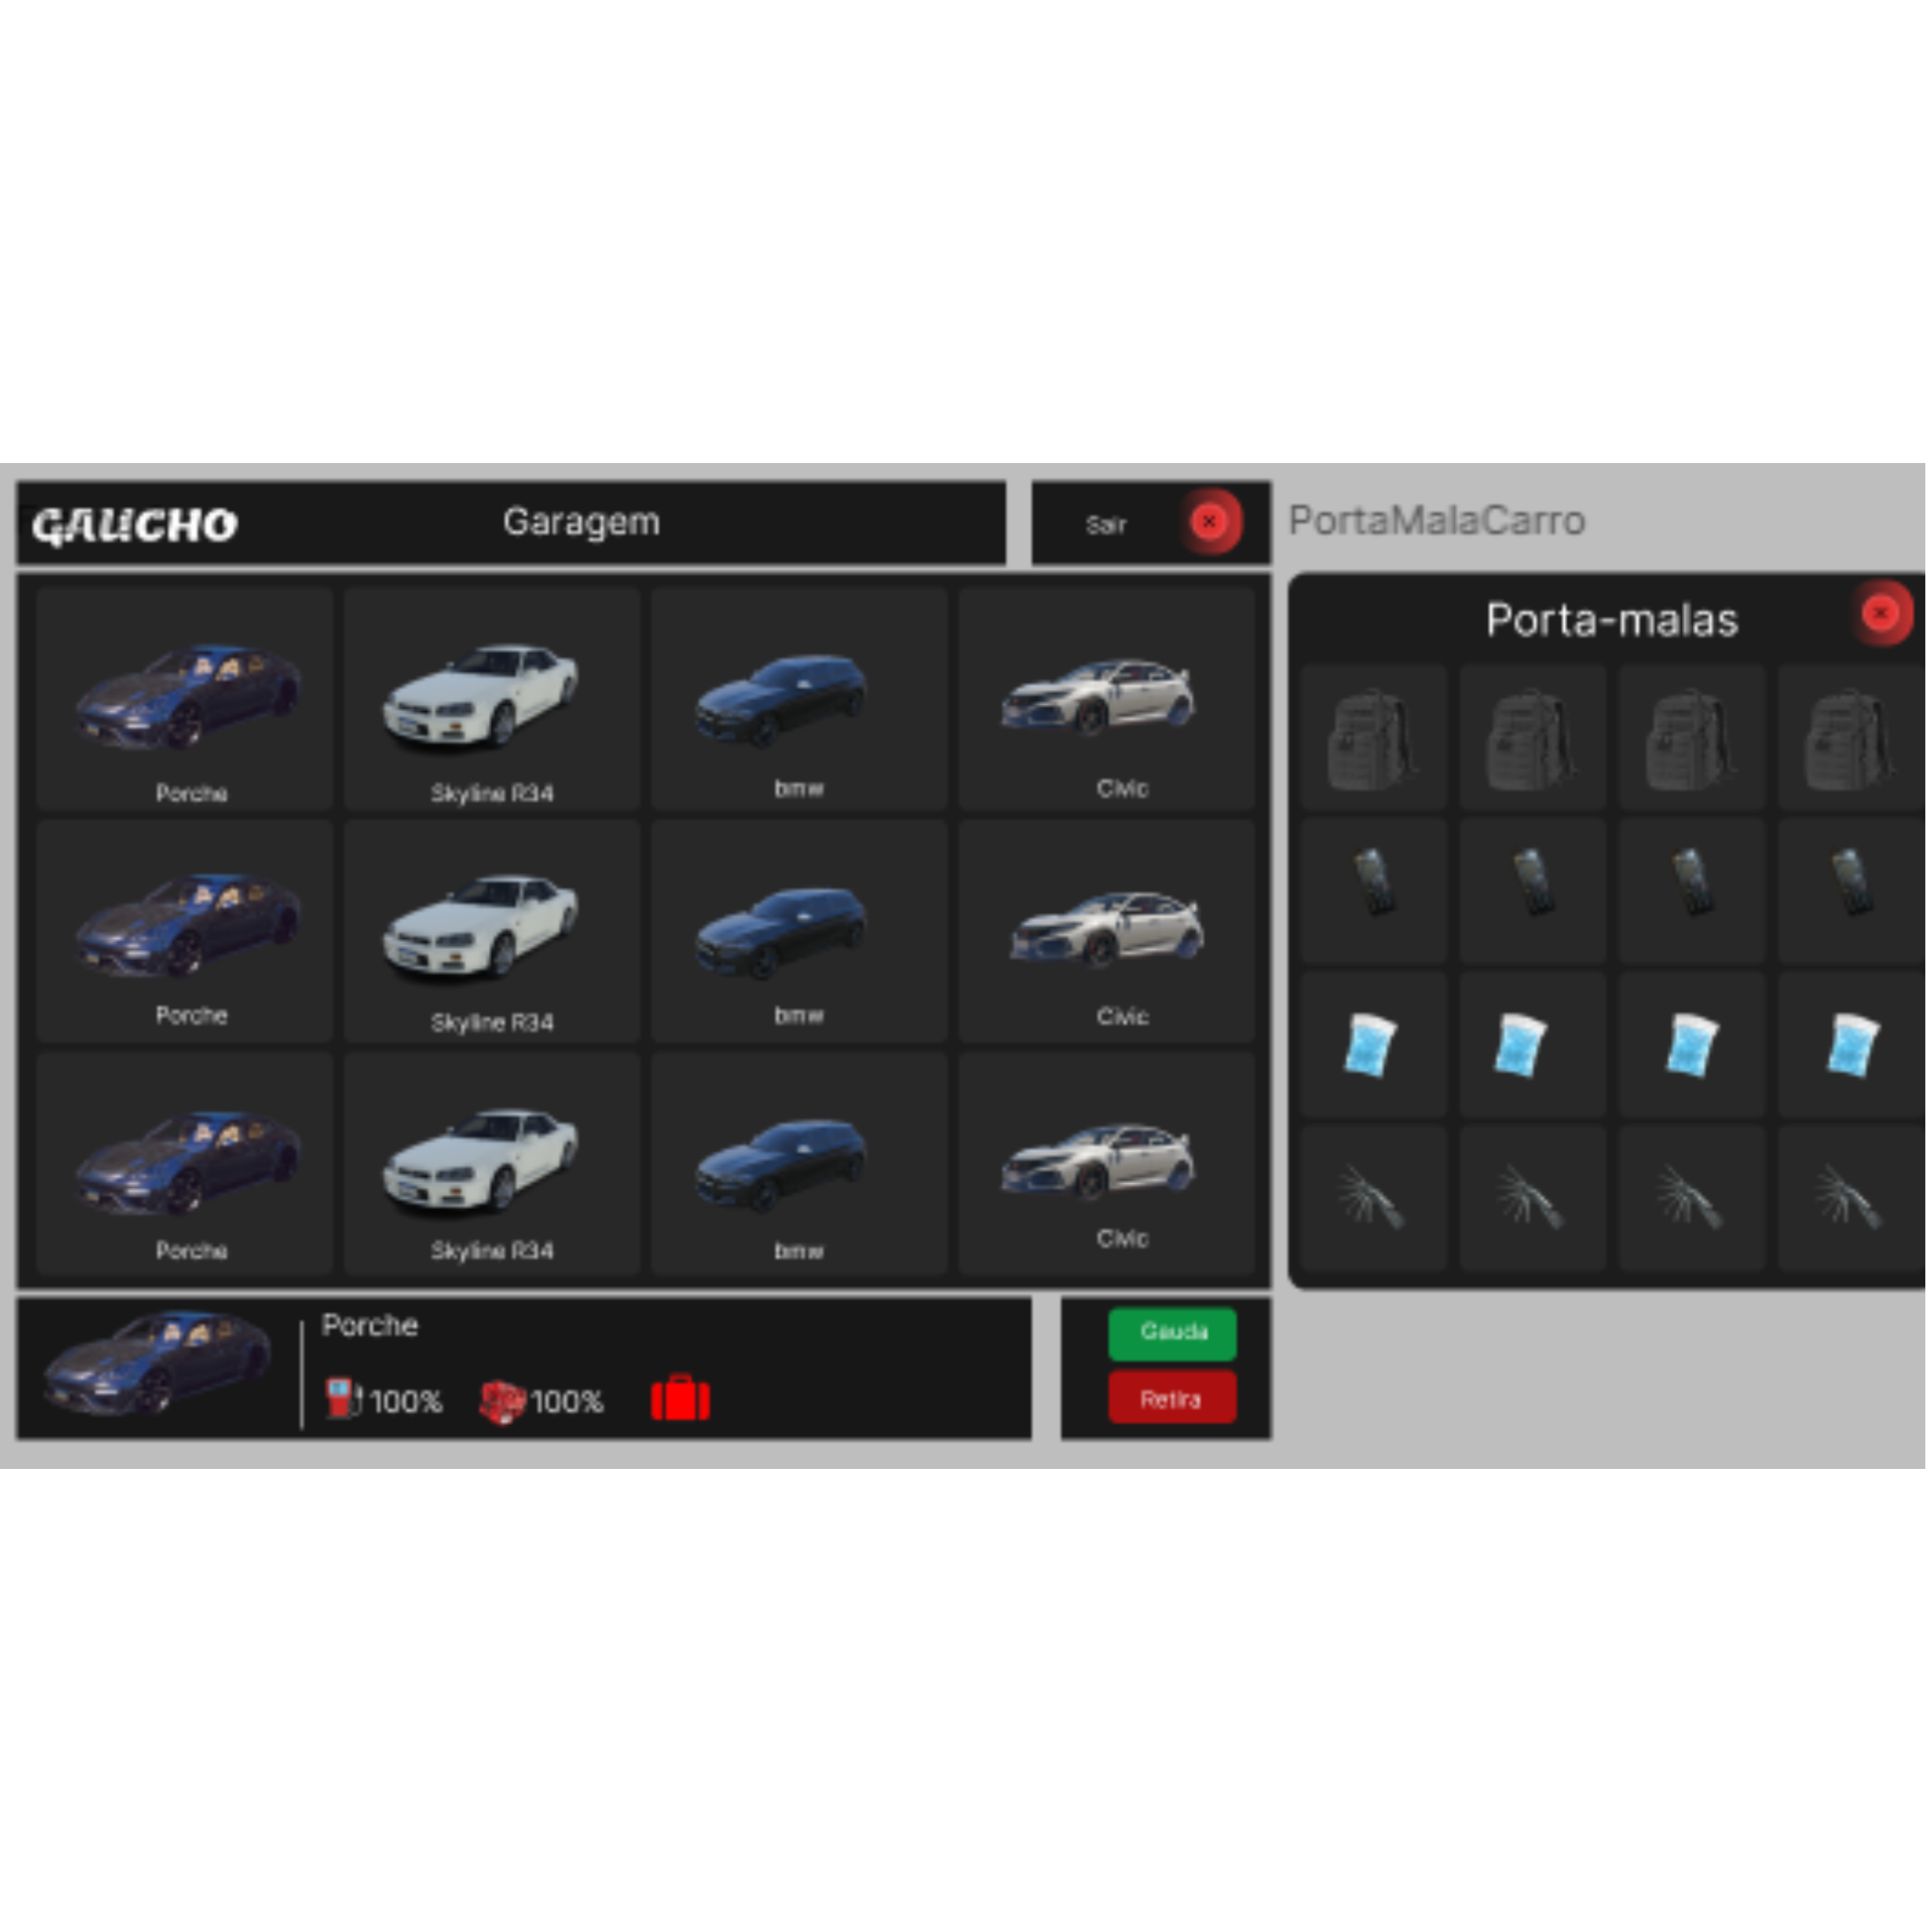 GAUCHO
Garagem
Sair
PortaMalaCarro
Porta-malas
Porche
Skyline R34
bmw
Civic
Porche
Skyline R34
bmw
Civic
Porche
Skyline R34
bmw
Civic
Porche
100%
100%
Gauda
Retira